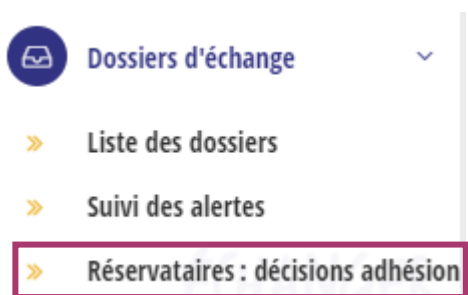 Dossiers d'échange
Liste des dossiers
Suivi des alertes
Réservataires : décisions adhésion